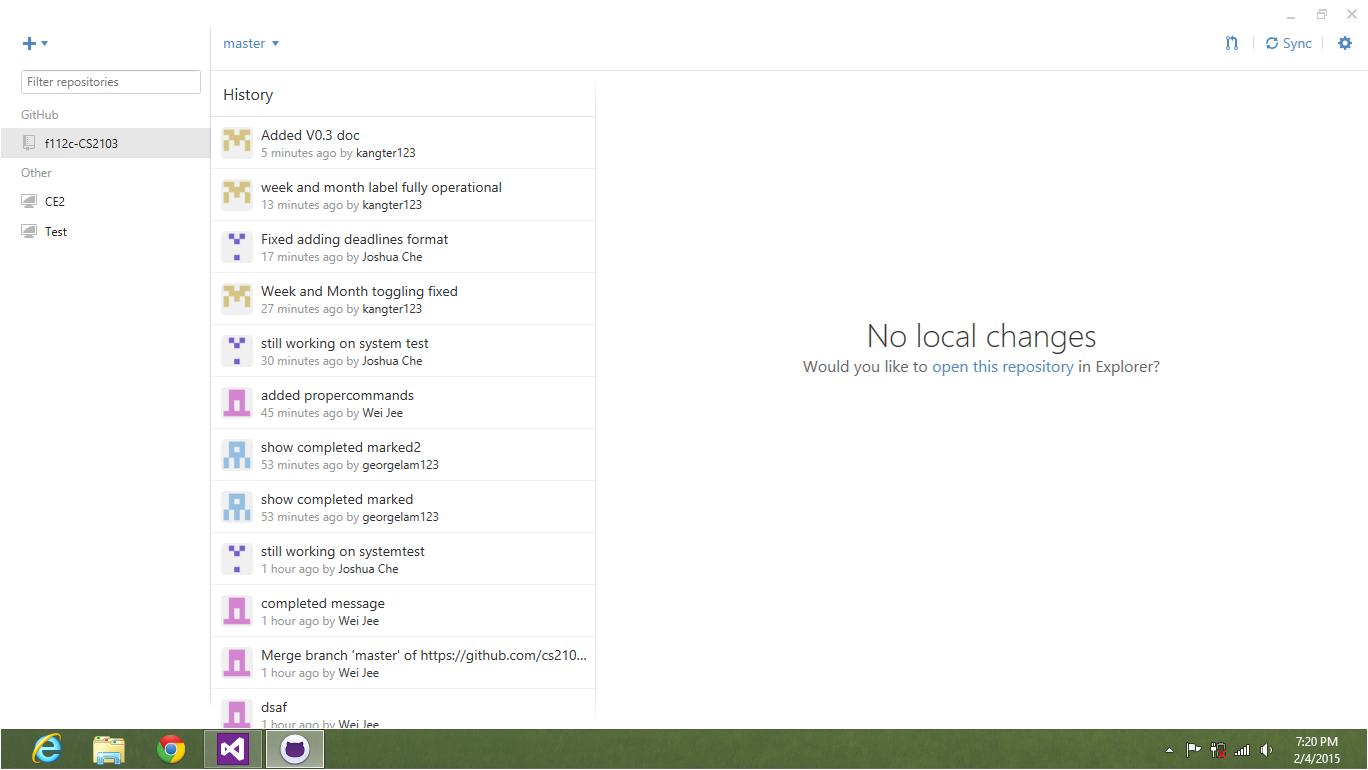 master
Sync
Filter repositories
GitHub
f112c-CS2103
Other
CE2
Test
History
Added V0.3 doc
5 minutes ago by kangter123
week and month label fully operational
13 minutes ago by kangter123
Fixed adding deadlines format
17 minutes ago by Joshua Che
Week and Month toggling fixed
27 minutes ago by kangter123
still working on system test
30 minutes ago by Joshua Che
added propercommands
45 minutes ago by Wei Jee
show completed marked2
53 minutes ago by georgelam123
show completed marked
53 minutes ago by georgelam123
still working on systemtest
1 hour ago by Joshua Che
completed message
1 hour ago by Wei Jee
Merge branch 'master' of https://github.com/cs210...
1 hour ago by Wei Jee
dsaf
1 hour ago by Wei Jee
No local changes
Would you like to open this repository in Explorer?
7:20 PM
2/4/2015